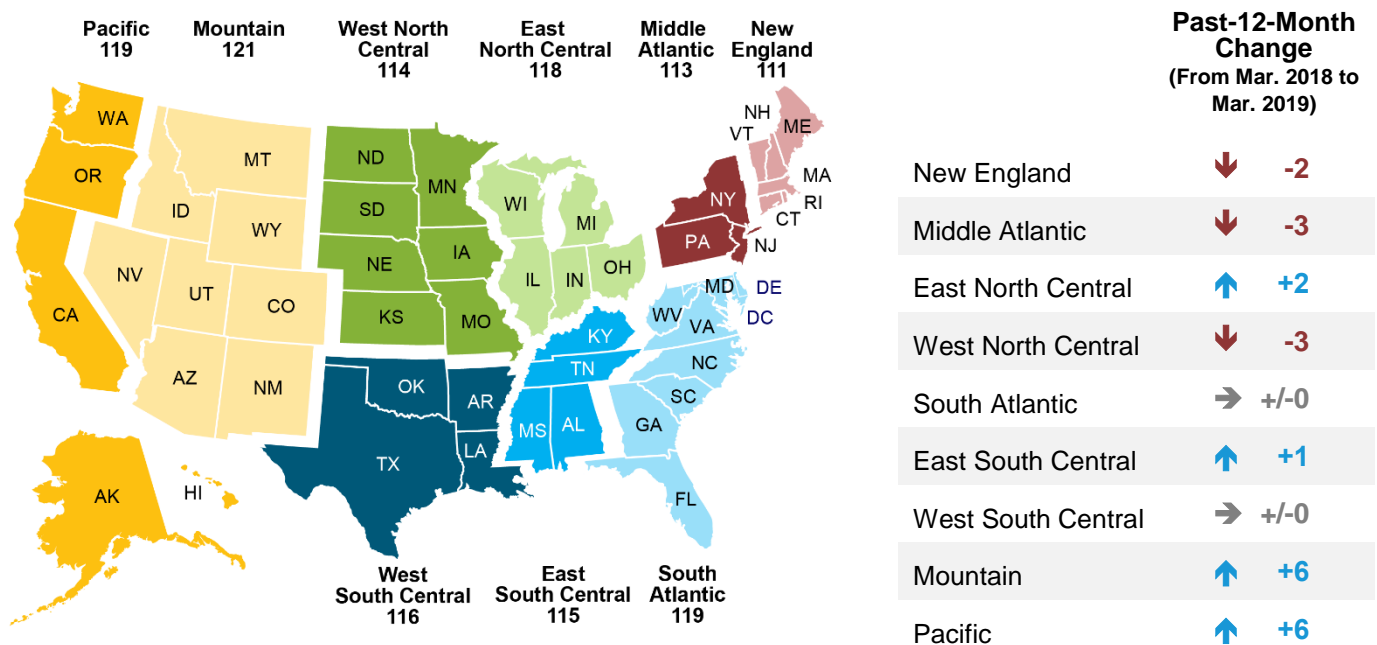 Pacific
119
Mountain
121
West North
Central
114
East
North Central
118
Middle
Atlantic
113
New
England
111
WA
OR
CA
AK
HI
MT
ID
WY
NV
UT
CO
AZ
NM
ND
SD
NE
KS
MN
IA
MO
WI
MI
IL
IN
OH
NH
VT
ME
MA
RI
CT
NY
PA
NJ
MD
DE
DC
WV
VA
NC
SC
GA
FL
KY
TN
MS
AL
OK
AR
TX
LA
West
South Central
116
East
South Central
115
South
Atlantic
119
Past-12-Month
Change
(From Mar. 2018 to
Mar. 2019)
New England -2
Middle Atlantic -3
East North Central +2
West North Central -3
South Atlantic +/-0
East South Central +1
West South Central +/-0
Mountain +6
Pacific +6